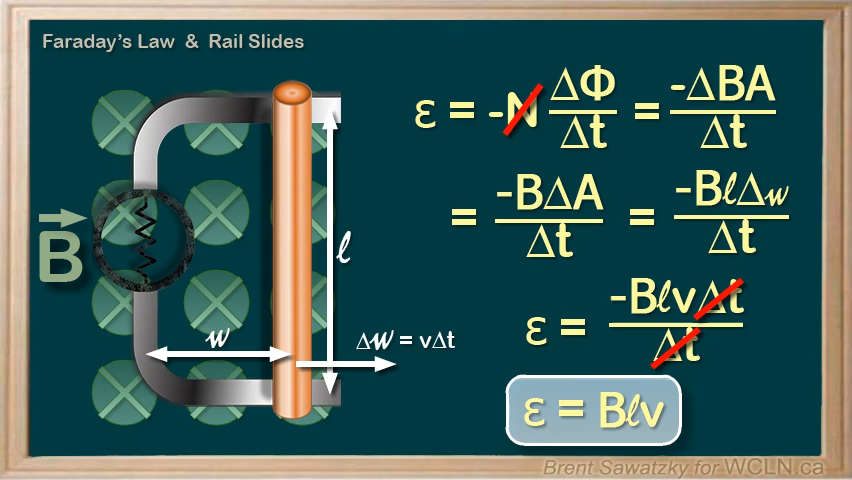 Faraday's Law & Rail Slides
ε = -N ΔΦ/Δt = -ΔBA/Δt
= -BΔA/Δt = -BℓΔw/Δt
B
ℓ
ε = -BℓvΔt/Δt
w
Δw = vΔt
ε = Bℓv
Brent Sawatzky for WCLN.ca